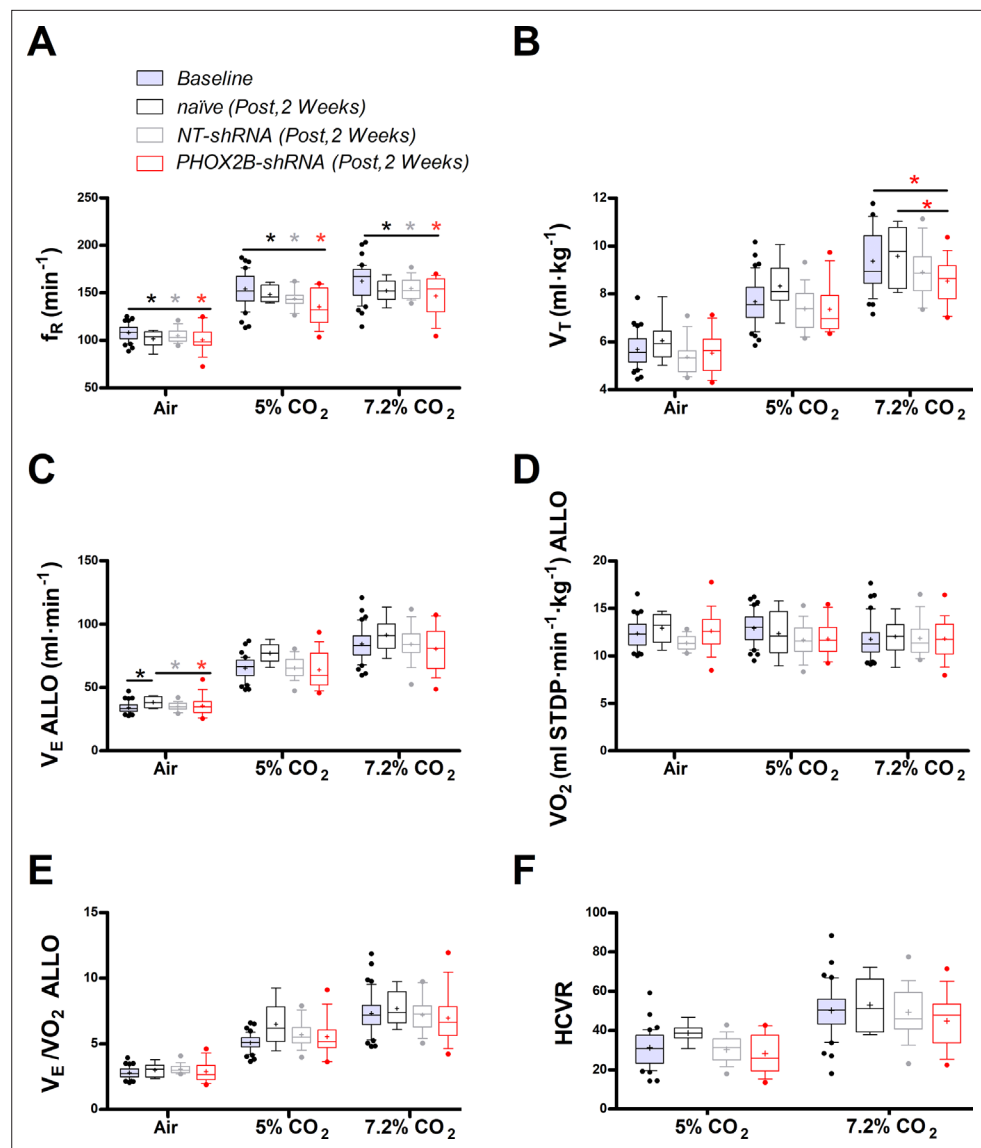 A
B
Baseline
naïve (Post,2 Weeks)
NT-shRNA (Post,2 Weeks)
PHOX2B-shRNA (Post,2 Weeks)
fR (min⁻¹)
250
200
150
100
50
* * *
* * *
* * *
Air
5% CO₂
7.2% CO₂
VT (ml·kg⁻¹)
12
10
8
6
4
*
*
Air
5% CO₂
7.2% CO₂
C
D
VE ALLO (ml·min⁻¹)
150
100
50
0
* * *
Air
5% CO₂
7.2% CO₂
VO₂ (ml STDP·min⁻¹·kg⁻¹) ALLO
20
15
10
5
0
Air
5% CO₂
7.2% CO₂
E
F
VE/VO₂ ALLO
15
10
5
0
Air
5% CO₂
7.2% CO₂
HCVR
100
80
60
40
20
0
5% CO₂
7.2% CO₂